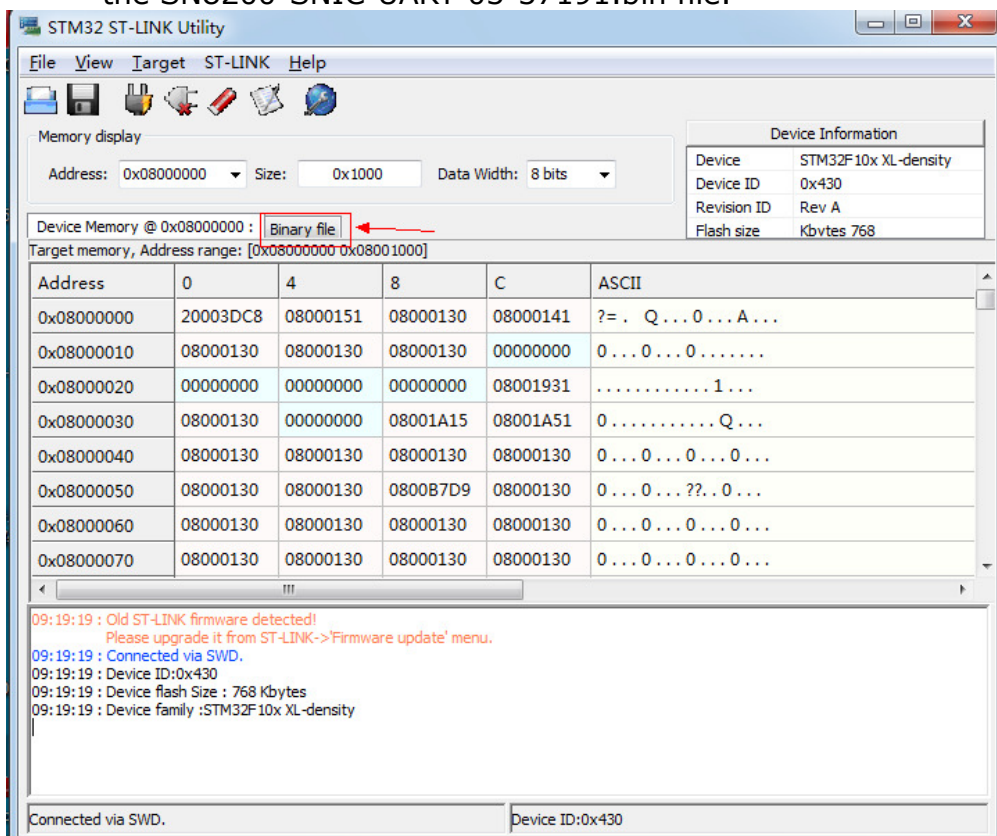 the SN8200-SNIC-UART-05-57191.bin file.
STM32 ST-LINK Utility
File View Target ST-LINK Help
Memory display
Address: 0x08000000 Size: 0x1000 Data Width: 8 bits
Device Information
Device STM32F10x XL-density
Device ID 0x430
Revision ID Rev A
Flash size Kbytes 768
Device Memory @ 0x08000000 : Binary file
Target memory, Address range: [0x08000000 0x08001000]
Address 0 4 8 C ASCII
0x08000000 20003DC8 08000151 08000130 08000141 ?= . Q...0...A...
0x08000010 08000130 08000130 08000130 00000000 0...0...0.......
0x08000020 00000000 00000000 00000000 08001931 ............1...
0x08000030 08000130 00000000 08001A15 08001A51 0...........Q...
0x08000040 08000130 08000130 08000130 08000130 0...0...0...0...
0x08000050 08000130 08000130 0800B7D9 08000130 0...0...??..0...
0x08000060 08000130 08000130 08000130 08000130 0...0...0...0...
0x08000070 08000130 08000130 08000130 08000130 0...0...0...0...
09:19:19 : Old ST-LINK firmware detected!
Please upgrade it from ST-LINK->'Firmware update' menu.
09:19:19 : Connected via SWD.
09:19:19 : Device ID:0x430
09:19:19 : Device flash Size : 768 Kbytes
09:19:19 : Device family :STM32F10x XL-density
Connected via SWD. Device ID:0x430